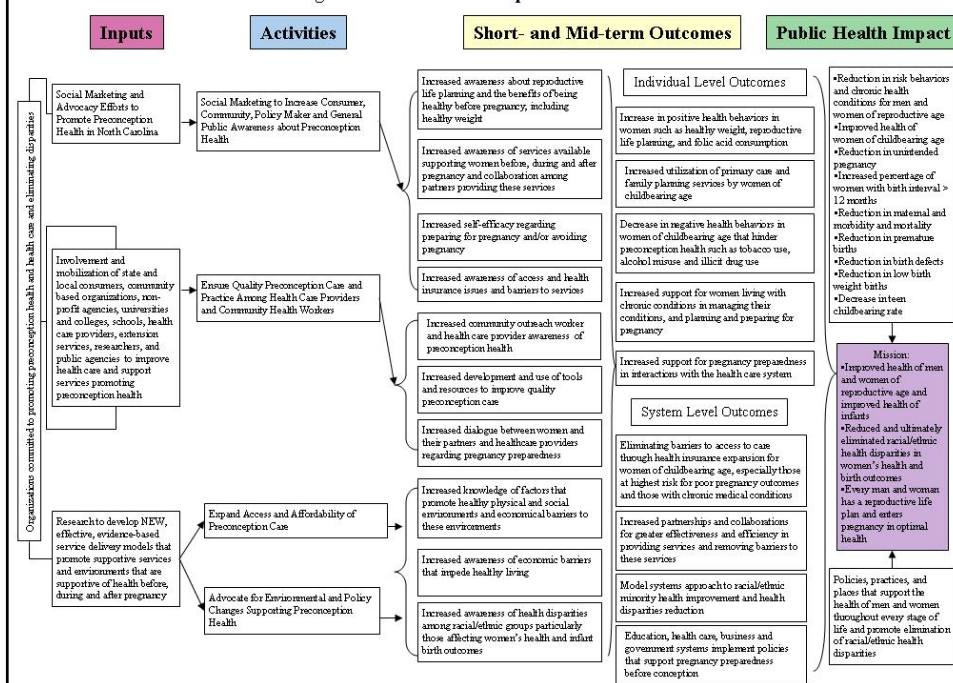 Inputs
Activities
Short- and Mid-term Outcomes
Public Health Impact
Organizations committed to promoting preconception health and health care and eliminating disparities
Social Marketing and
Advocacy Efforts to
Promote Preconception
Health in North Carolina
Involvement and
mobilization of state and
local consumers, community
based organizations, non-
profit agencies, universities
and colleges, schools, health
care providers, extension
services, researchers, and
public agencies to improve
health care and support
services promoting
preconception health
Research to develop NEW,
effective, evidence-based
service delivery models that
promote supportive services
and environments that are
supportive of health before,
during and after pregnancy
Social Marketing to Increase Consumer,
Community, Policy Maker and General
Public Awareness about Preconception
Health
Ensure Quality Preconception Care and
Practice Among Health Care Providers
and Community Health Workers
Expand Access and Affordability of
Preconception Care
Advocate for Environmental and Policy
Changes Supporting Preconception
Health
Increased awareness about reproductive
life planning and the benefits of being
healthy before pregnancy, including
healthy weight
Increased awareness of services available
supporting women before, during and after
pregnancy and collaboration among
partners providing these services
Increased self-efficacy regarding
preparing for pregnancy and/or avoiding
pregnancy
Increased awareness of access and health
insurance issues and barriers to services
Increased community outreach worker
and health care provider awareness of
preconception health
Increased development and use of tools
and resources to improve quality
preconception care
Increased dialogue between women and
their partners and healthcare providers
regarding pregnancy preparedness
Increased knowledge of factors that
promote healthy physical and social
environments and economical barriers to
these environments
Increased awareness of economic barriers
that impede healthy living
Increased awareness of health disparities
among racial/ethnic groups particularly
those affecting women's health and infant
birth outcomes
Individual Level Outcomes
Increase in positive health behaviors in
women such as healthy weight, reproductive
life planning, and folic acid consumption
Increased utilization of primary care and
family planning services by women of
childbearing age
Decrease in negative health behaviors in
women of childbearing age that hinder
preconception health such as tobacco use,
alcohol misuse and illicit drug use
Increased support for women living with
chronic conditions in managing their
conditions, and planning and preparing for
pregnancy
Increased support for pregnancy preparedness
in interactions with the health care system
System Level Outcomes
Eliminating barriers to access to care
through health insurance expansion for
women of childbearing age, especially those
at highest risk for poor pregnancy outcomes
and those with chronic medical conditions
Increased partnerships and collaborations
for greater effectiveness and efficiency in
providing services and removing barriers to
these services
Model systems approach to racial/ethnic
minority health improvement and health
disparities reduction
Education, health care, business and
government systems implement policies
that support pregnancy preparedness
before conception
▪Reduction in risk behaviors
and chronic health
conditions for men and
women of reproductive age
▪Improved health of
women of childbearing age
▪Reduction in unintended
pregnancy
▪Increased percentage of
women with birth interval >
12 months
▪Reduction in maternal and
morbidity and mortality
▪Reduction in premature
births
▪Reduction in birth defects
▪Reduction in low birth
weight births
▪Decrease in teen
childbearing rate
Mission:
▪Improved health of men
and women of
reproductive age and
improved health of
infants
▪Reduced and ultimately
eliminated racial/ethnic
health disparities in
women's health and
birth outcomes
▪Every man and woman
has a reproductive life
plan and enters
pregnancy in optimal
health
Policies, practices, and
places that support the
health of men and women
throughout every stage of
life and promote elimination
of racial/ethnic health
disparities